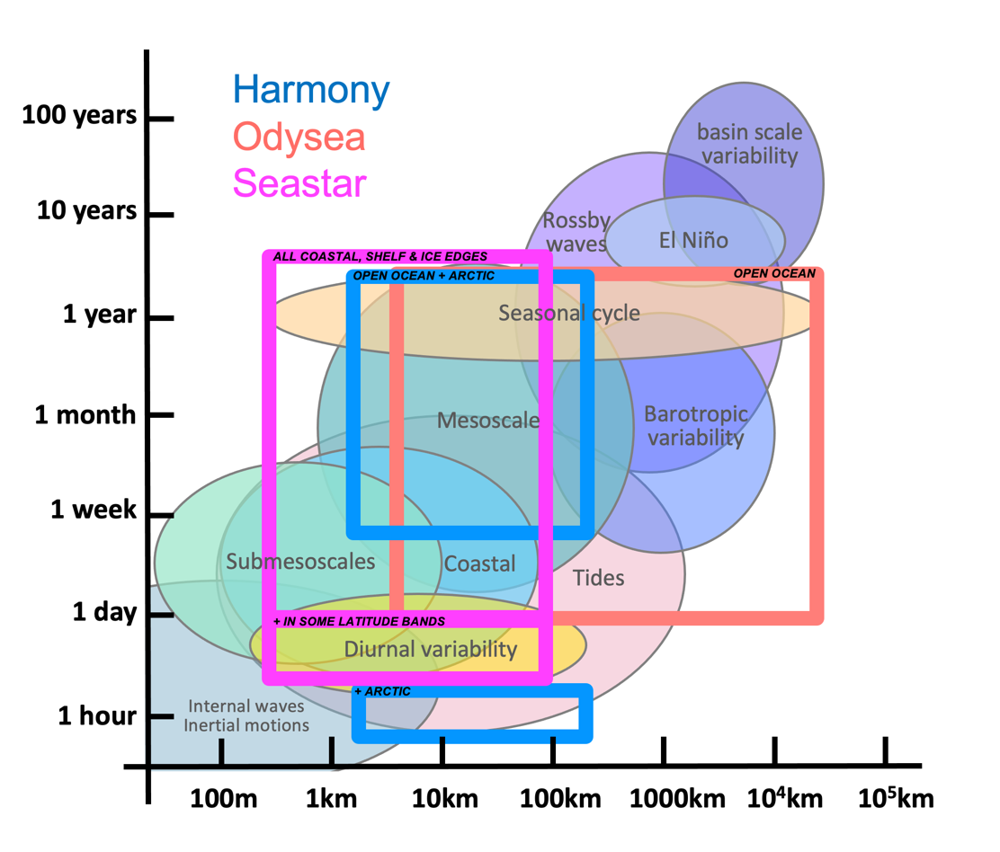 Harmony
Odysea
Seastar
100 years
10 years
1 year
1 month
1 week
1 day
1 hour
basin scale
variability
Rossby
waves
El Niño
ALL COASTAL, SHELF & ICE EDGES
OPEN OCEAN + ARCTIC
OPEN OCEAN
Seasonal cycle
Mesoscale
Barotropic
variability
Submesoscales
Coastal
Tides
+ IN SOME LATITUDE BANDS
Diurnal variability
+ ARCTIC
Internal waves
Inertial motions
100m
1km
10km
100km
1000km
10⁴km
10⁵km